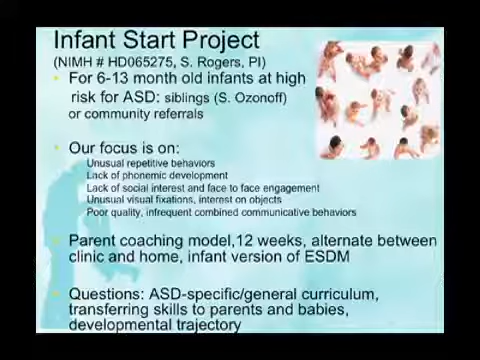 Infant Start Project
(NIMH # HD065275, S. Rogers, PI)
• For 6-13 month old infants at high
risk for ASD: siblings (S. Ozonoff)
or community referrals
• Our focus is on:
Unusual repetitive behaviors
Lack of phonemic development
Lack of social interest and face to face engagement
Unusual visual fixations, interest on objects
Poor quality, infrequent combined communicative behaviors
• Parent coaching model,12 weeks, alternate between
clinic and home, infant version of ESDM
• Questions: ASD-specific/general curriculum,
transferring skills to parents and babies,
developmental trajectory